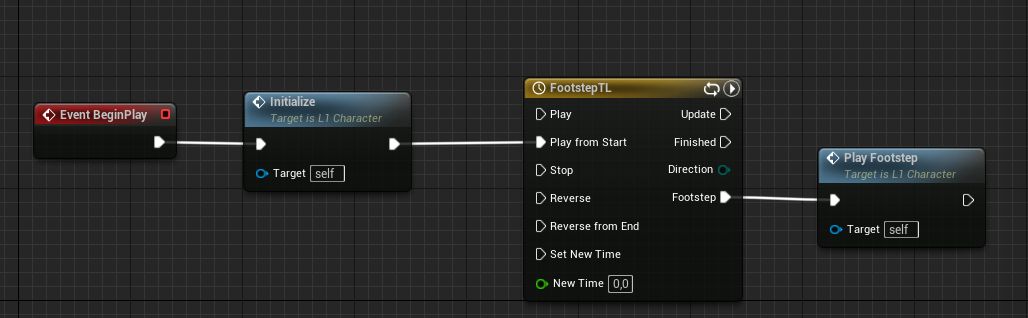 Event BeginPlay
Initialize
Target is L1 Character
Target self
FootstepTL
Play
Update
Play from Start
Finished
Stop
Direction
Reverse
Footstep
Reverse from End
Set New Time
New Time 0,0
Play Footstep
Target is L1 Character
Target self